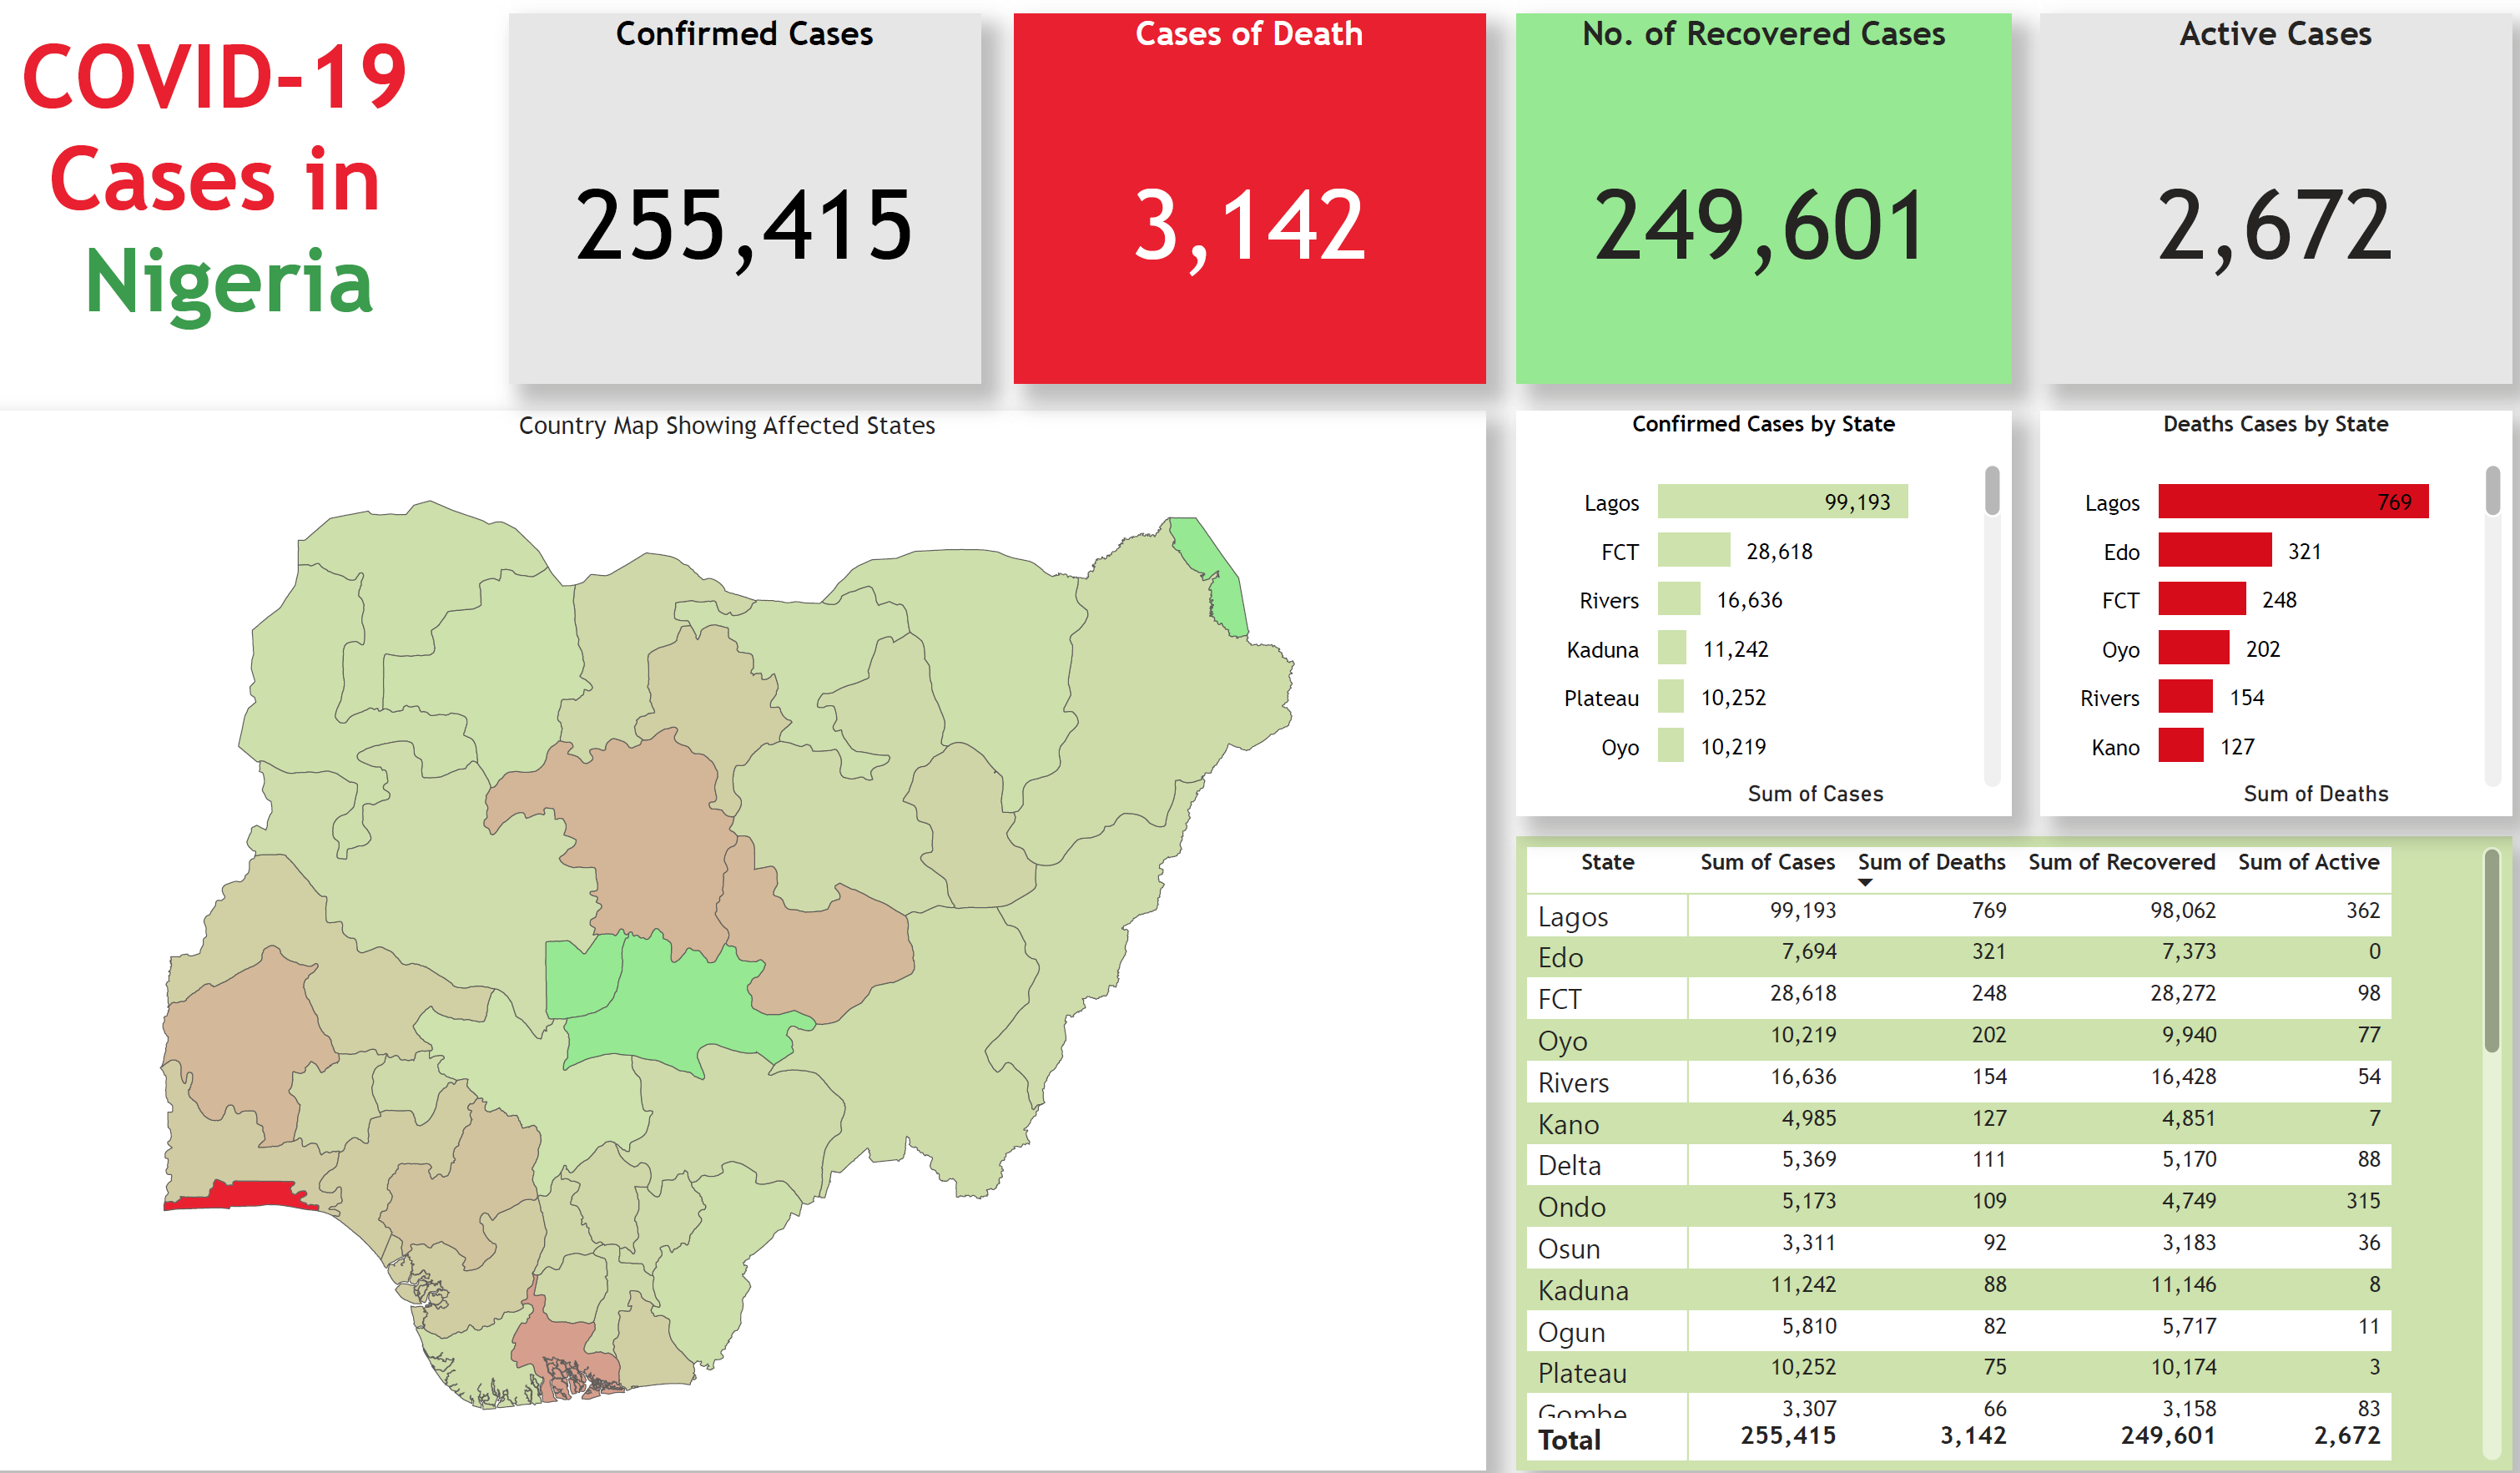 COVID-19
Cases in
Nigeria
Confirmed Cases
255,415
Cases of Death
3,142
No. of Recovered Cases
249,601
Active Cases
2,672
Country Map Showing Affected States
Confirmed Cases by State
Lagos 99,193
FCT 28,618
Rivers 16,636
Kaduna 11,242
Plateau 10,252
Oyo 10,219
Sum of Cases
Deaths Cases by State
Lagos 769
Edo 321
FCT 248
Oyo 202
Rivers 154
Kano 127
Sum of Deaths
State Sum of Cases Sum of Deaths Sum of Recovered Sum of Active
Lagos 99,193 769 98,062 362
Edo 7,694 321 7,373 0
FCT 28,618 248 28,272 98
Oyo 10,219 202 9,940 77
Rivers 16,636 154 16,428 54
Kano 4,985 127 4,851 7
Delta 5,369 111 5,170 88
Ondo 5,173 109 4,749 315
Osun 3,311 92 3,183 36
Kaduna 11,242 88 11,146 8
Ogun 5,810 82 5,717 11
Plateau 10,252 75 10,174 3
Gombe 3,307 66 3,158 83
Total 255,415 3,142 249,601 2,672